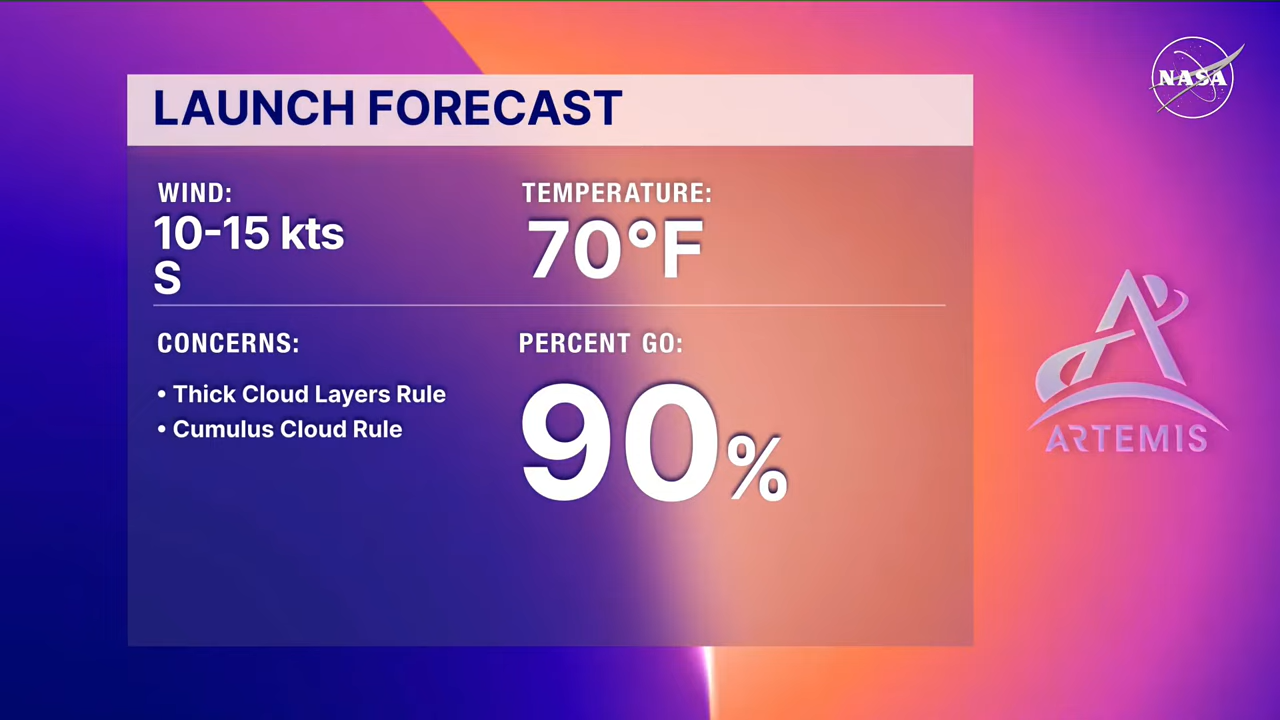 LAUNCH FORECAST
NASA
WIND:
10-15 kts
S
TEMPERATURE:
70°F
CONCERNS:
• Thick Cloud Layers Rule
• Cumulus Cloud Rule
PERCENT GO:
90%
ARTEMIS